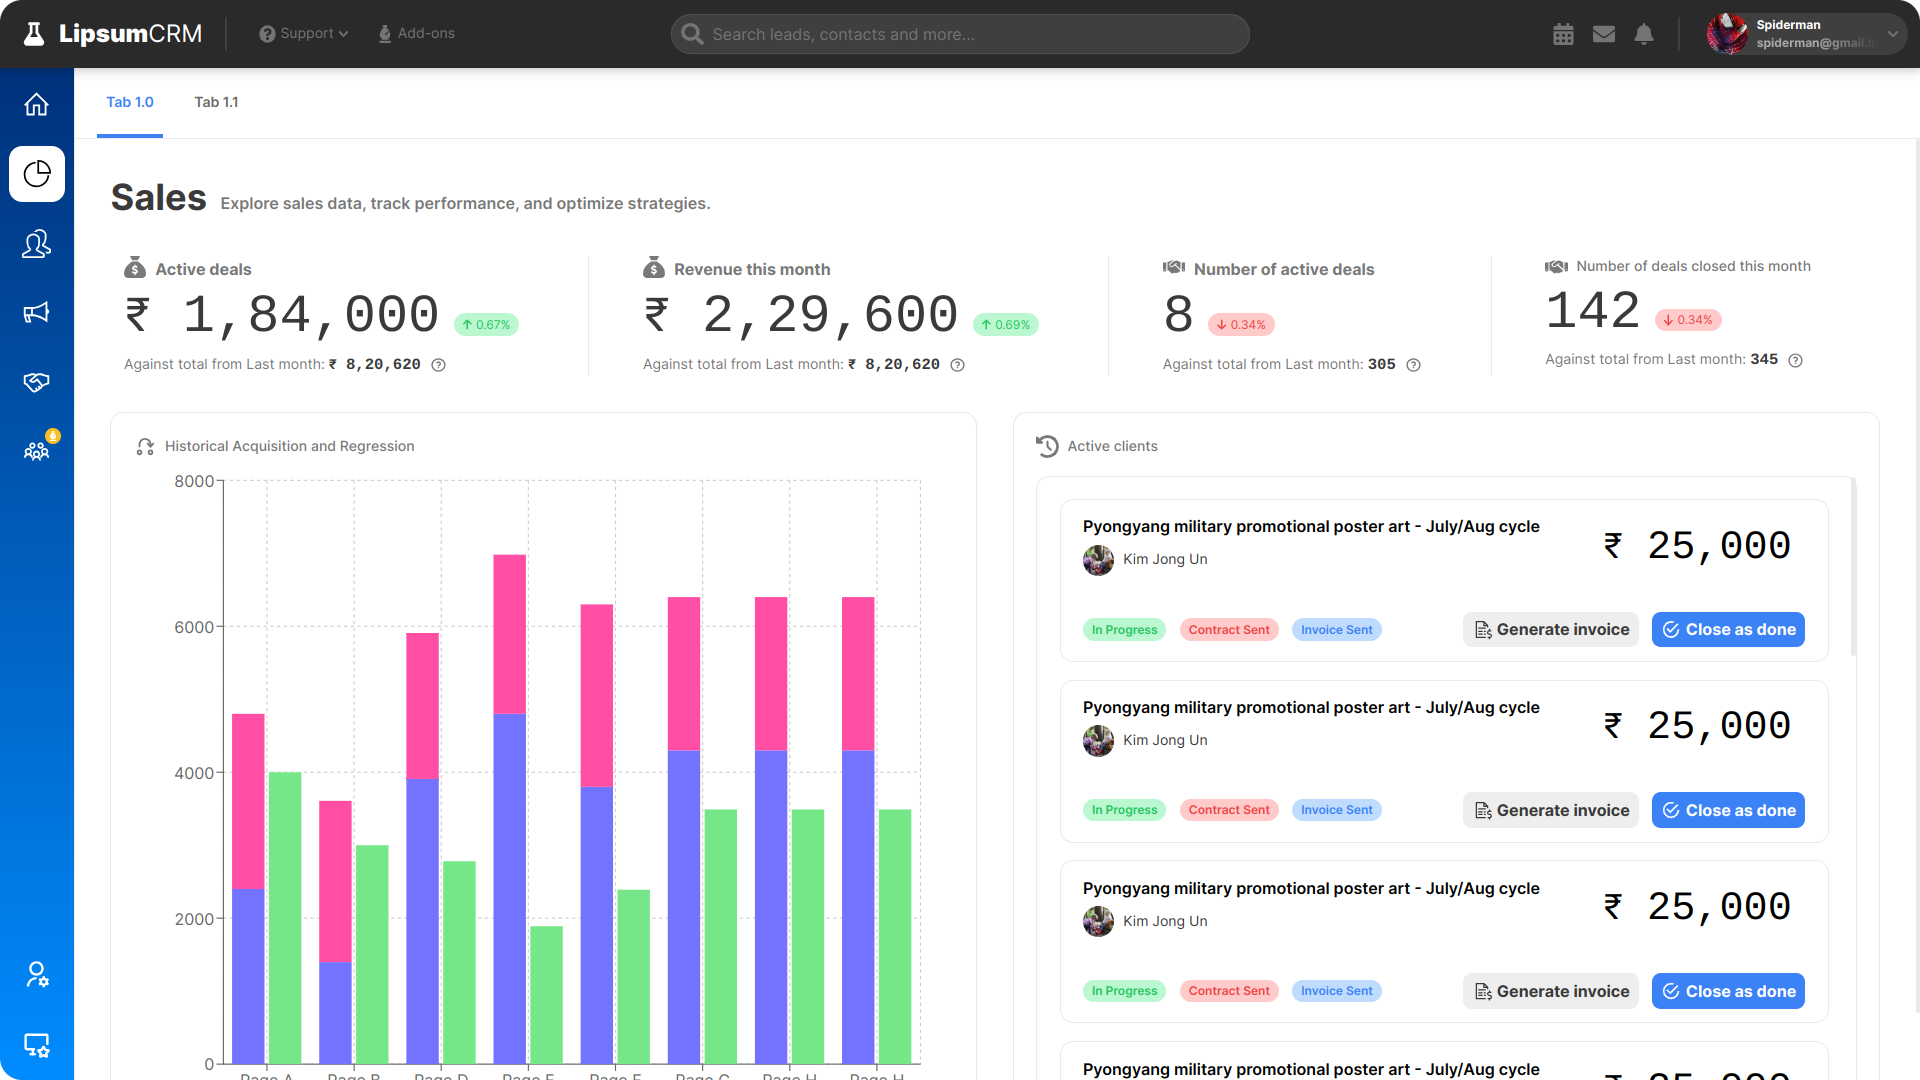 LipsumCRM
Support
Add-ons
Search leads, contacts and more...
Spiderman
spiderman@gmail.in
Tab 1.0
Tab 1.1
Sales
Explore sales data, track performance, and optimize strategies.
Active deals
₹ 1,84,000
0.67%
Against total from Last month: ₹ 8,20,620
Revenue this month
₹ 2,29,600
0.69%
Against total from Last month: ₹ 8,20,620
Number of active deals
8
0.34%
Against total from Last month: 305
Number of deals closed this month
142
0.34%
Against total from Last month: 345
Historical Acquisition and Regression
8000
6000
4000
2000
0
Page A Page B Page D Page E
Active clients
Pyongyang military promotional poster art - July/Aug cycle
Kim Jong Un
₹ 25,000
In Progress
Contract Sent
Invoice Sent
Generate invoice
Close as done
Pyongyang military promotional poster art - July/Aug cycle
Kim Jong Un
₹ 25,000
In Progress
Contract Sent
Invoice Sent
Generate invoice
Close as done
Pyongyang military promotional poster art - July/Aug cycle
Kim Jong Un
₹ 25,000
In Progress
Contract Sent
Invoice Sent
Generate invoice
Close as done
Pyongyang military promotional poster art - July/Aug cycle
₹ 25,000